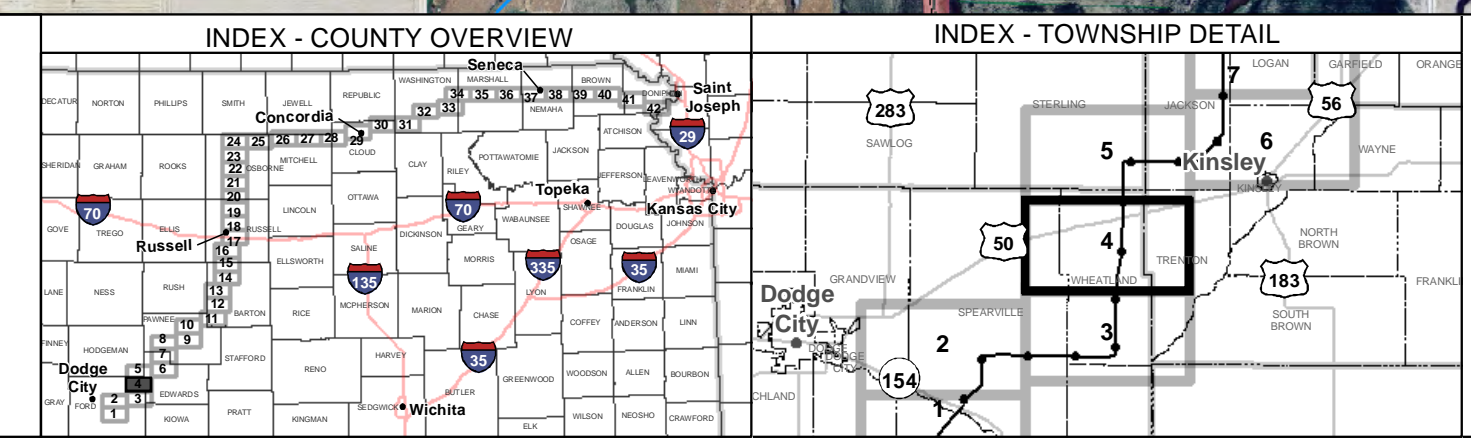 INDEX - COUNTY OVERVIEW
Seneca
WASHINGTON
MARSHALL
BROWN
DECATUR
NORTON
PHILLIPS
SMITH
JEWELL
REPUBLIC
34 35 36 37 38 39 40 41 42
NEMAHA
Saint
Joseph
Concordia
32 33
30 31
ATCHISON
29
24 25 26 27 28 29
CLOUD
SHERIDAN
GRAHAM
ROOKS
23
22
OSBORNE
MITCHELL
CLAY
RILEY
POTTAWATOMIE
JACKSON
JEFFERSON
21
20
OTTAWA
Topeka
SHAWNEE
Kansas City
70
19
LINCOLN
70
WABAUNSEE
DOUGLAS
JOHNSON
GOVE
TREGO
ELLIS
18
RUSSELL
DICKINSON
GEARY
OSAGE
Russell
17
SALINE
16
15
ELLSWORTH
MORRIS
335
35
MIAMI
135
LYON
FRANKLIN
LANE
NESS
RUSH
14
13
12
BARTON
RICE
MCPHERSON
MARION
CHASE
COFFEY
ANDERSON
LINN
PAWNEE
11
10
9
8
HODGEMAN
7
STAFFORD
HARVEY
35
Dodge
City
5 6
RENO
GREENWOOD
WOODSON
ALLEN
BOURBON
4
BUTLER
GRAY
FORD
2 3
EDWARDS
1
KIOWA
PRATT
KINGMAN
SEDGWICK
Wichita
WILSON
NEOSHO
CRAWFORD
ELK
INDEX - TOWNSHIP DETAIL
7
LOGAN
GARFIELD
ORANGE
283
STERLING
JACKSON
56
SAWLOG
5
6
WAYNE
Kinsley
KINSLEY
50
4
NORTH
BROWN
TRENTON
GRANDVIEW
WHEATLAND
183
Dodge
City
SPEARVILLE
SOUTH
BROWN
2
3
DODGE
CITY
154
1